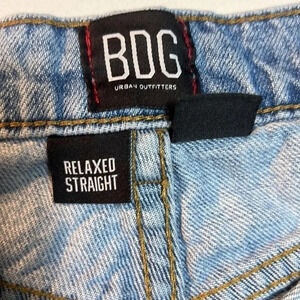 BDG
URBAN OUTFITTERS
RELAXED
STRAIGHT